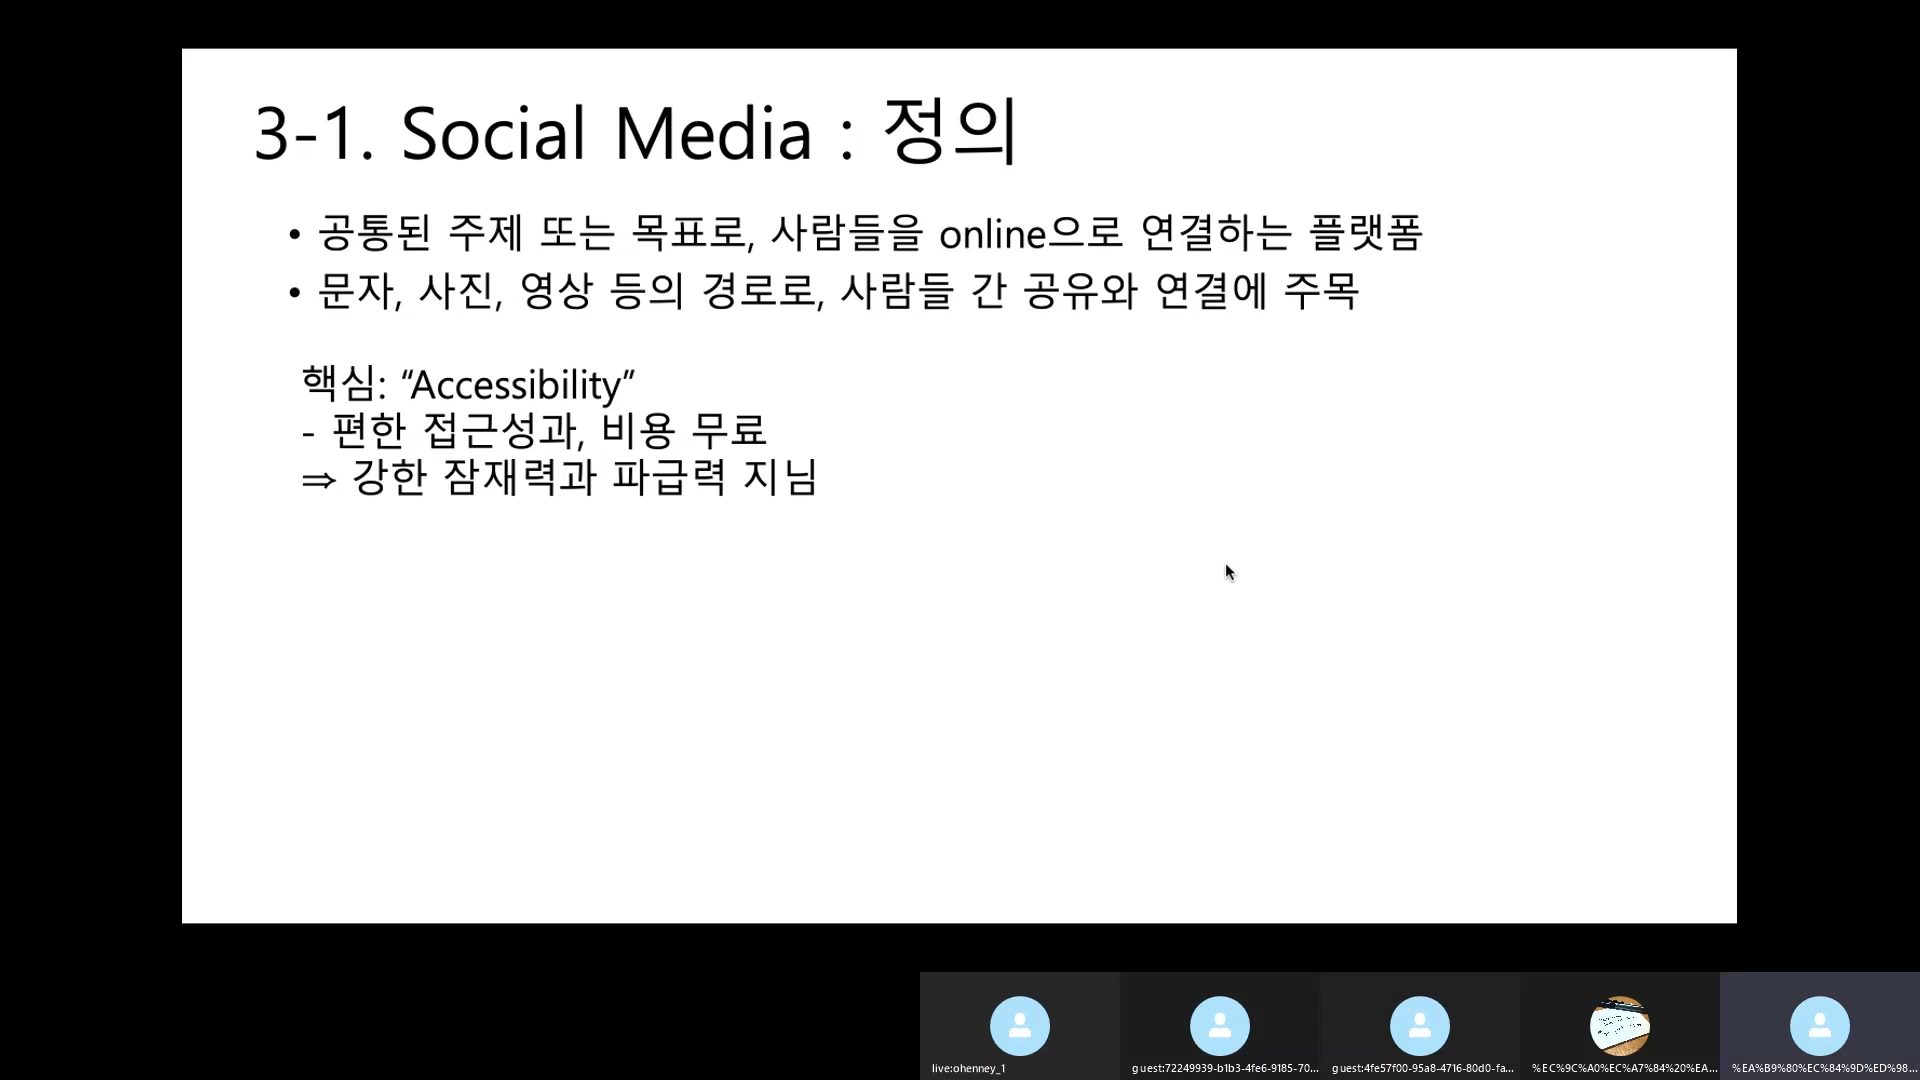 3-1. Social Media : 정의
• 공통된 주제 또는 목표로, 사람들을 online으로 연결하는 플랫폼
• 문자, 사진, 영상 등의 경로로, 사람들 간 공유와 연결에 주목
핵심: “Accessibility”
- 편한 접근성과, 비용 무료
⇒ 강한 잠재력과 파급력 지님
live:ohenney_1
guest:72249939-b1b3-4fe6-9185-70...
guest:4fe57f00-95a8-4716-80d0-fa...
%EC%9C%A0%EC%A7%84%20%EA...
%EA%B9%80%EC%84%9D%ED%98...